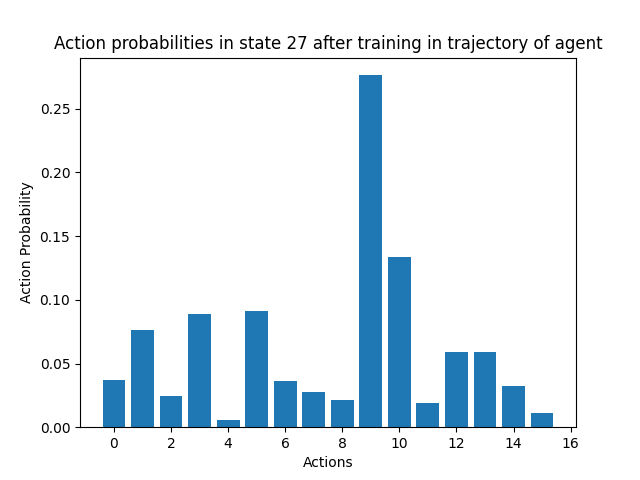 Action probabilities in state 27 after training in trajectory of agent
0.25
0.20
0.15
0.10
0.05
0.00
Action Probability
0 2 4 6 8 10 12 14 16
Actions